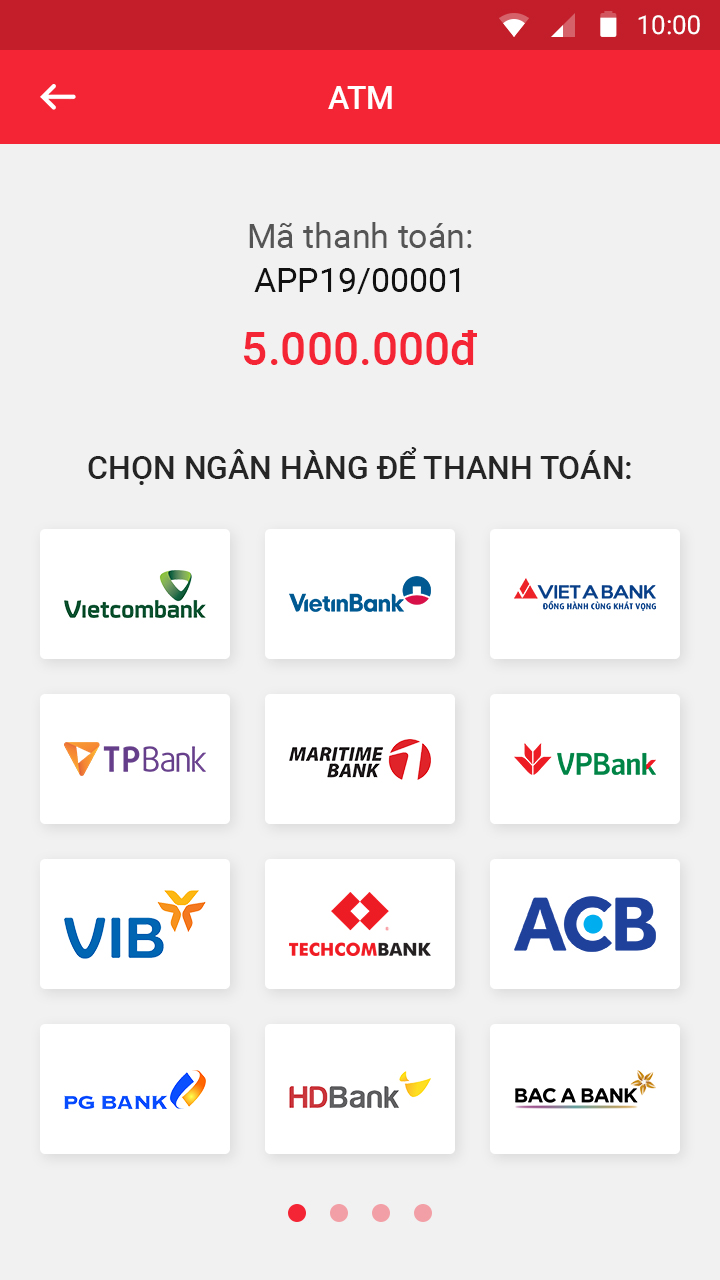 10:00
ATM
Mã thanh toán:
APP19/00001
5.000.000đ
CHỌN NGÂN HÀNG ĐỂ THANH TOÁN:
Vietcombank
VietinBank
VIET A BANK
ĐỒNG HÀNH CÙNG KHÁT VỌNG
TPBank
MARITIME
BANK
VPBank
VIB
TECHCOMBANK
ACB
PG BANK
HDBank
BAC A BANK